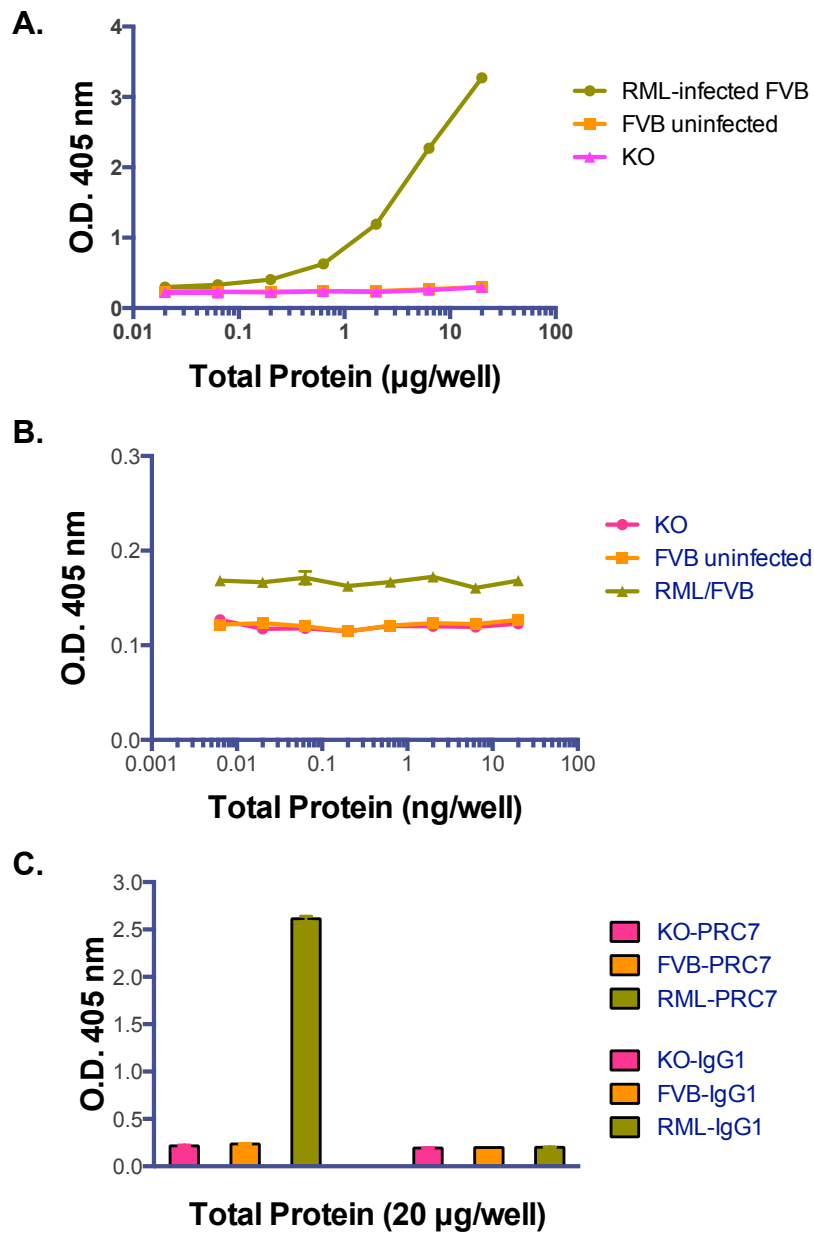 A.
4
3
2
1
0
O.D. 405 nm
0.01 0.1 1 10 100
Total Protein (µg/well)
RML-infected FVB
FVB uninfected
KO
B.
0.3
0.2
0.1
0.0
O.D. 405 nm
0.001 0.01 0.1 1 10 100
Total Protein (ng/well)
KO
FVB uninfected
RML/FVB
C.
3.0
2.5
2.0
1.5
1.0
0.5
0.0
O.D. 405 nm
Total Protein (20 µg/well)
KO-PRC7
FVB-PRC7
RML-PRC7
KO-IgG1
FVB-IgG1
RML-IgG1